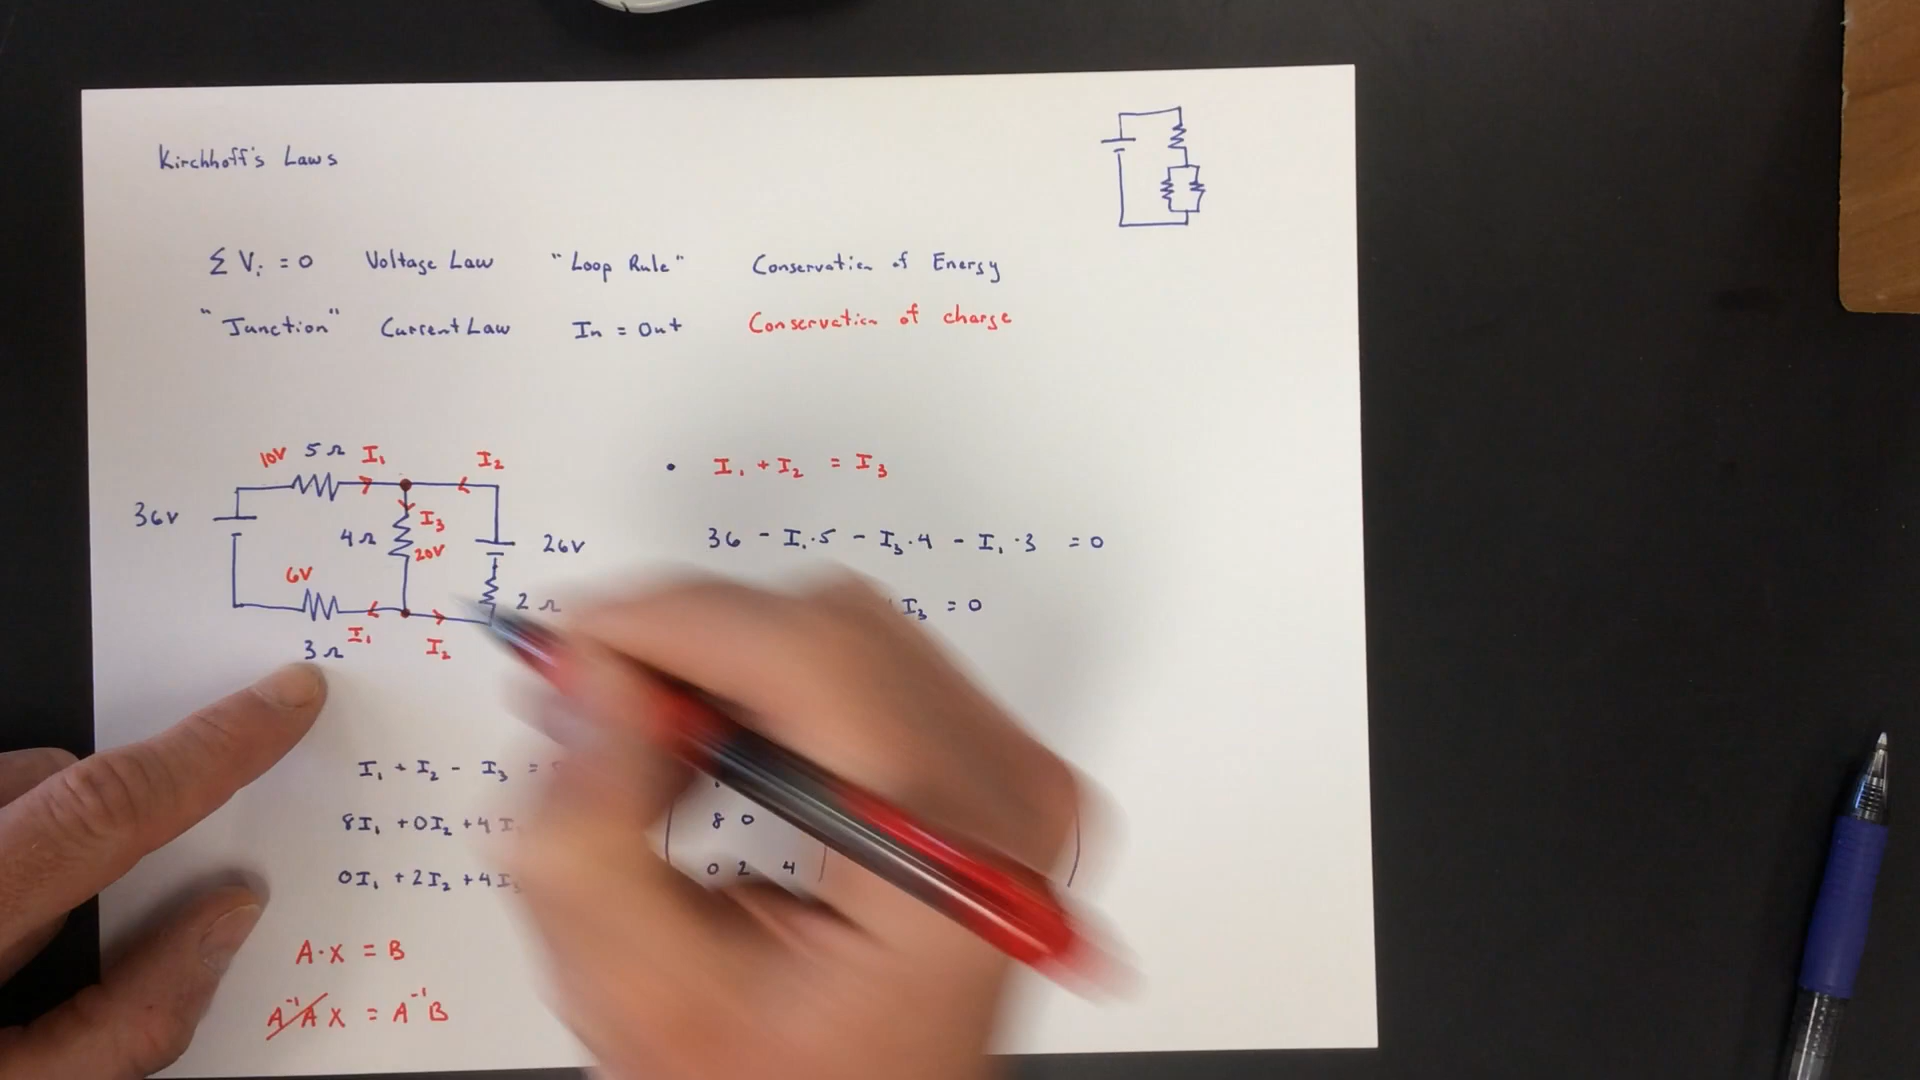 Kirchhoff's Laws
Σ Vi = 0 Voltage Law "Loop Rule" Conservation of Energy
"Junction" Current Law In = Out Conservation of charge
10V 5Ω I₁ I₂
36V
4Ω I₃ 20V
26V
6V
2Ω
3Ω I₁ I₂
• I₁ + I₂ = I₃
36 - I₁·5 - I₃·4 - I₁·3 = 0
I₃ = 0
I₁ + I₂ - I₃ =
8I₁ + 0I₂ + 4I
0I₁ + 2I₂ + 4I
8 0
0 2 4
A·X = B
A⁻¹A X = A⁻¹B